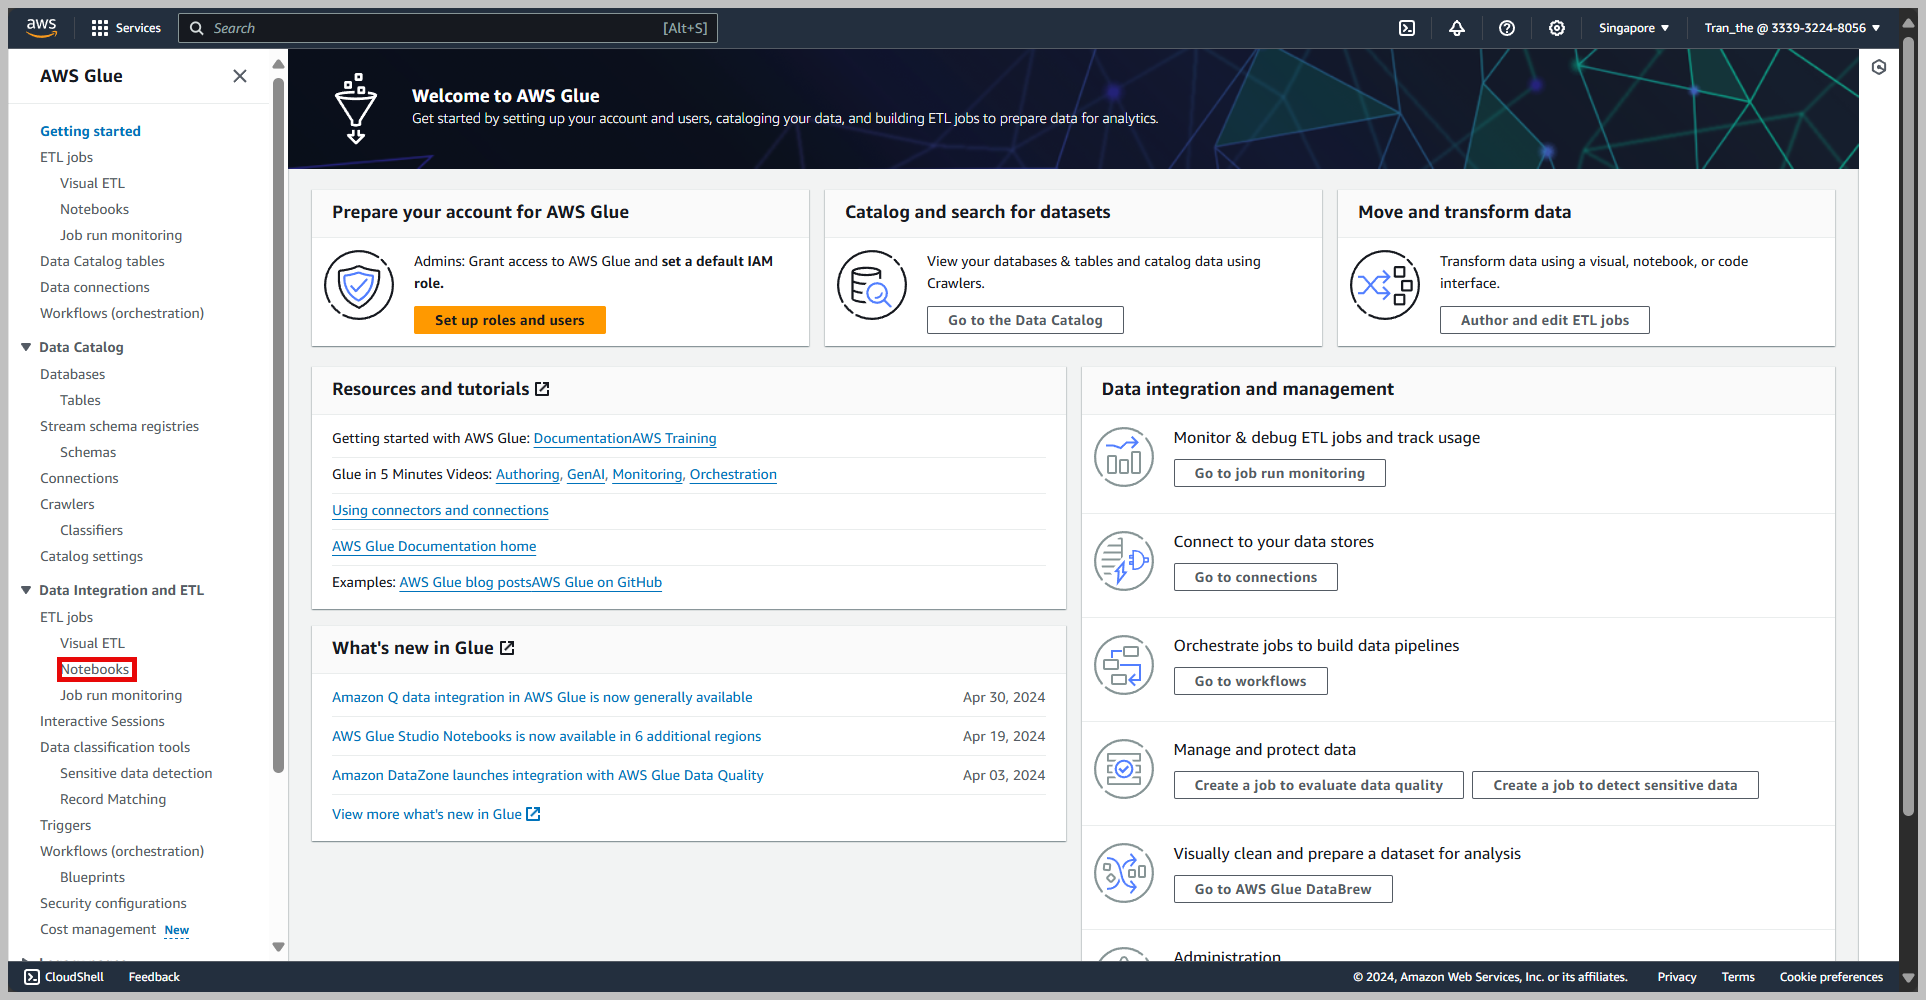 aws
Services
Search
[Alt+S]
Singapore
Tran_the @ 3339-3224-8056
AWS Glue
Getting started
ETL jobs
Visual ETL
Notebooks
Job run monitoring
Data Catalog tables
Data connections
Workflows (orchestration)
Data Catalog
Databases
Tables
Stream schema registries
Schemas
Connections
Crawlers
Classifiers
Catalog settings
Data Integration and ETL
ETL jobs
Visual ETL
Notebooks
Job run monitoring
Interactive Sessions
Data classification tools
Sensitive data detection
Record Matching
Triggers
Workflows (orchestration)
Blueprints
Security configurations
Cost management New
Welcome to AWS Glue
Get started by setting up your account and users, cataloging your data, and building ETL jobs to prepare data for analytics.
Prepare your account for AWS Glue
Admins: Grant access to AWS Glue and set a default IAM
role.
Set up roles and users
Catalog and search for datasets
View your databases & tables and catalog data using
Crawlers.
Go to the Data Catalog
Move and transform data
Transform data using a visual, notebook, or code
interface.
Author and edit ETL jobs
Resources and tutorials
Getting started with AWS Glue: DocumentationAWS Training
Glue in 5 Minutes Videos: Authoring, GenAI, Monitoring, Orchestration
Using connectors and connections
AWS Glue Documentation home
Examples: AWS Glue blog postsAWS Glue on GitHub
What's new in Glue
Amazon Q data integration in AWS Glue is now generally available Apr 30, 2024
AWS Glue Studio Notebooks is now available in 6 additional regions Apr 19, 2024
Amazon DataZone launches integration with AWS Glue Data Quality Apr 03, 2024
View more what's new in Glue
Data integration and management
Monitor & debug ETL jobs and track usage
Go to job run monitoring
Connect to your data stores
Go to connections
Orchestrate jobs to build data pipelines
Go to workflows
Manage and protect data
Create a job to evaluate data quality
Create a job to detect sensitive data
Visually clean and prepare a dataset for analysis
Go to AWS Glue DataBrew
Administration
CloudShell
Feedback
© 2024, Amazon Web Services, Inc. or its affiliates.
Privacy
Terms
Cookie preferences